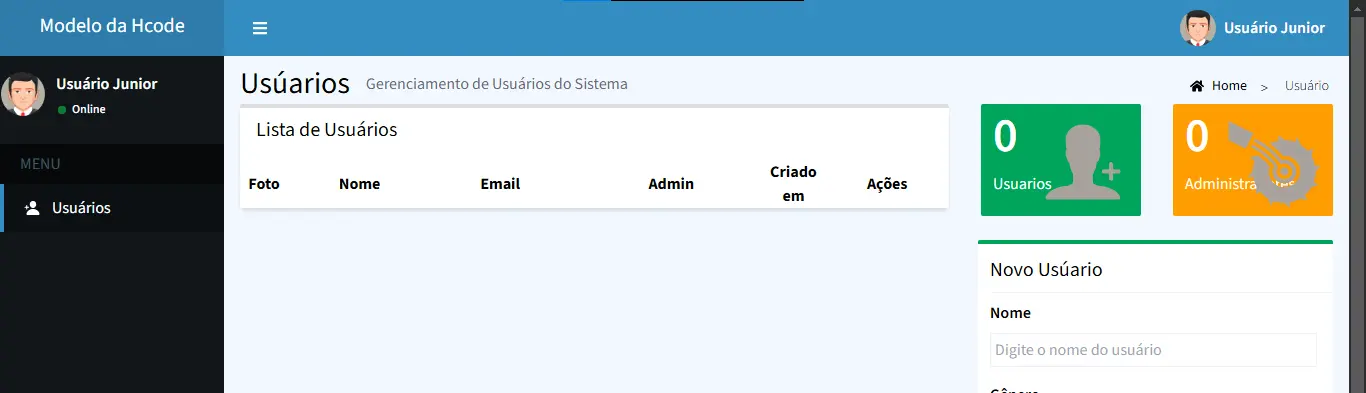 Modelo da Hcode
Usuário Junior
Usuário Junior
Online
MENU
Usuários
Usúarios Gerenciamento de Usuários do Sistema
Home > Usuário
Lista de Usuários
Foto Nome Email Admin Criado em Ações
0
Usuarios
0
Administradores
Novo Usúario
Nome
Digite o nome do usuário
Gênero